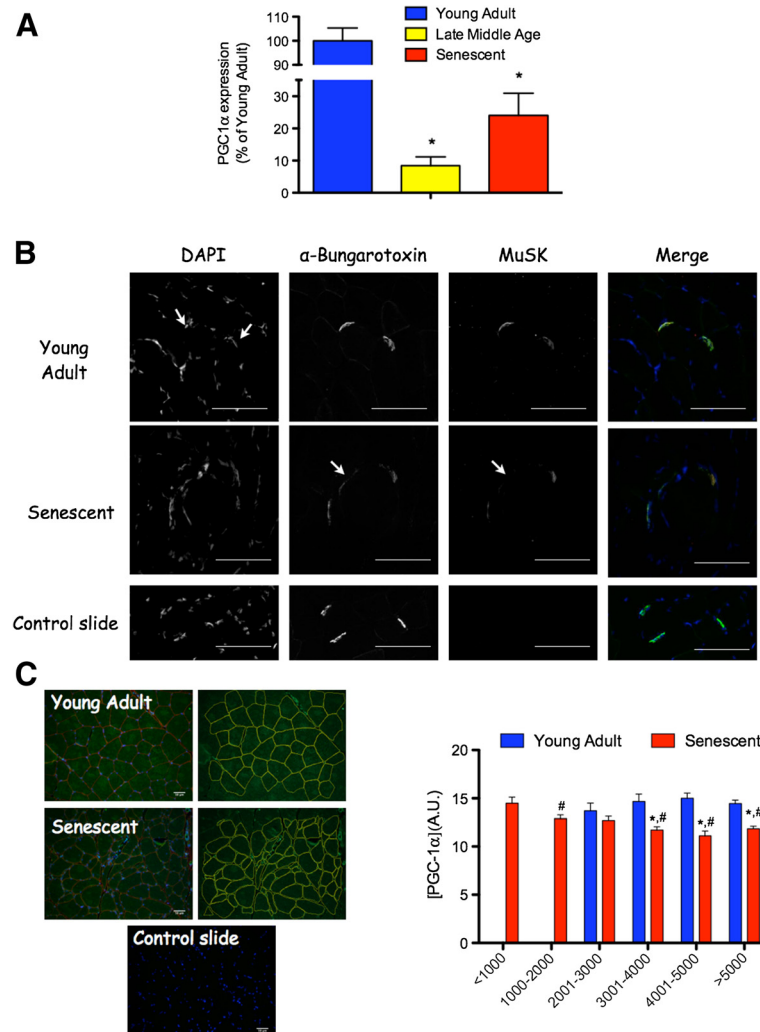 A
PGC1α expression
(% of Young Adult)
110
100
90
30
20
10
0
Young Adult
Late Middle Age
Senescent
*
*
B
DAPI
α-Bungarotoxin
MuSK
Merge
Young
Adult
Senescent
Control slide
C
Young Adult
Senescent
Control slide
Young Adult
Senescent
[PGC-1α](A.U.)
20
15
10
5
0
#
*,#
*,#
*,#
<1000
1000-2000
2001-3000
3001-4000
4001-5000
>5000